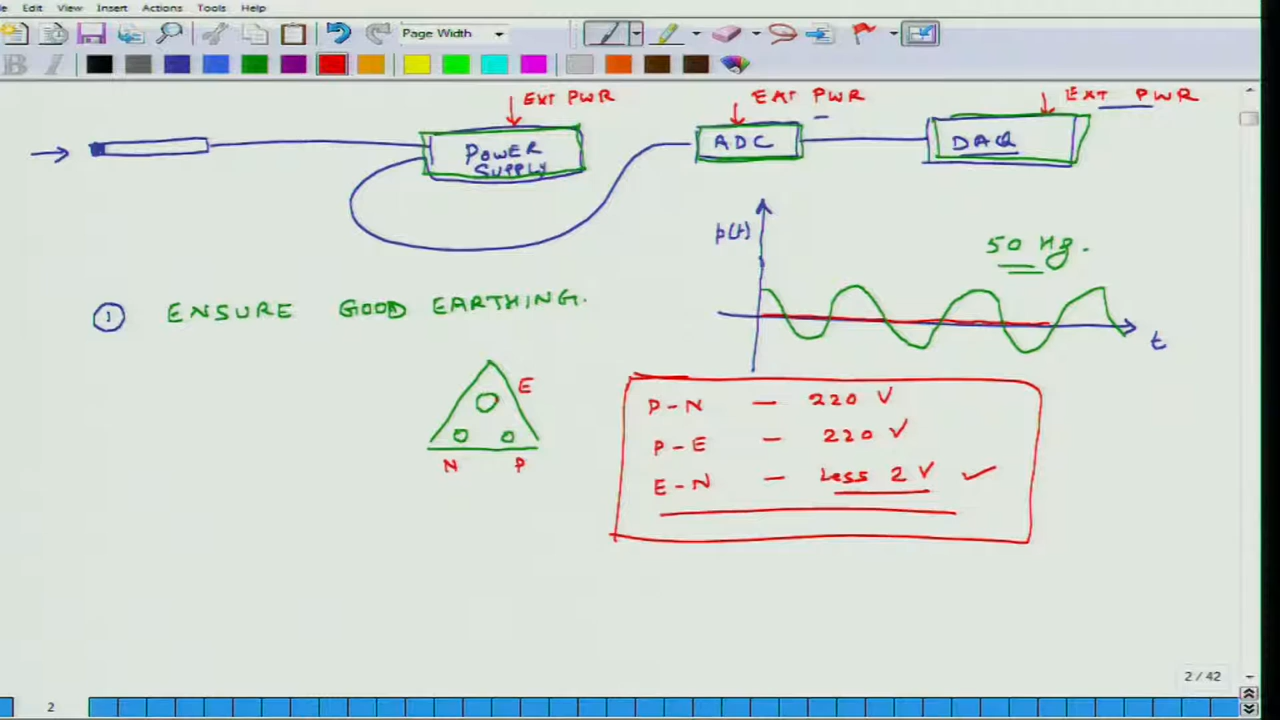 Edit View Insert Actions Tools Help
Page Width
B I
EXT PWR EXT PWR EXT PWR
POWER SUPPLY ADC DAQ
p(t)
50 Hz.
1 ENSURE GOOD EARTHING.
t
E
N P
P-N — 220 V
P-E — 220 V
E-N — Less 2 V ✓
2 / 42
2